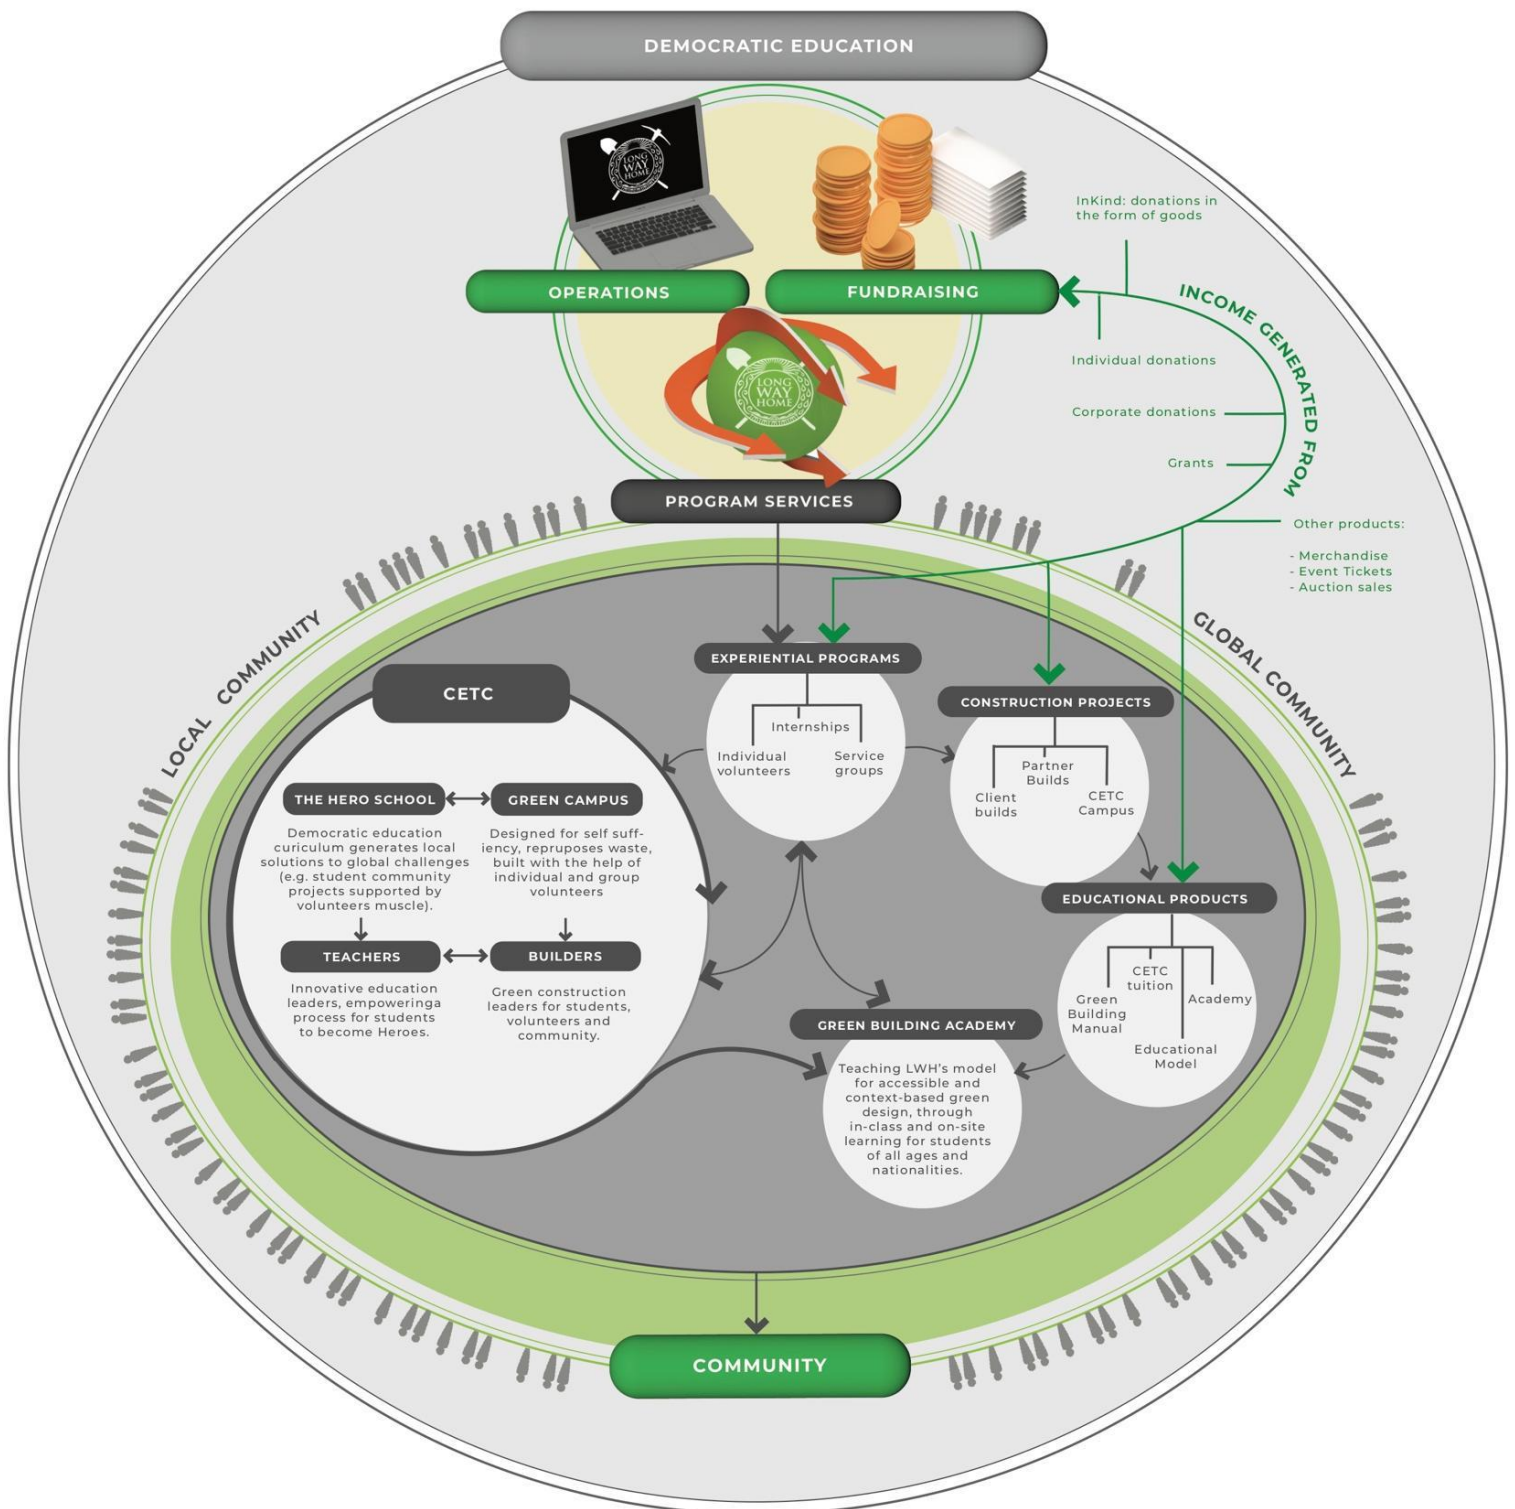 DEMOCRATIC EDUCATION
LONG
WAY
HOME
OPERATIONS
FUNDRAISING
InKind: donations in
the form of goods
INCOME GENERATED FROM
Individual donations
Corporate donations
Grants
Other products:
- Merchandise
- Event Tickets
- Auction sales
LONG
WAY
HOME
PROGRAM SERVICES
LOCAL COMMUNITY
GLOBAL COMMUNITY
EXPERIENTIAL PROGRAMS
Internships
Individual
volunteers
Service
groups
CONSTRUCTION PROJECTS
Partner
Builds
Client
builds
CETC
Campus
CETC
THE HERO SCHOOL
Democratic education
curiculum generates local
solutions to global challenges
(e.g. student community
projects supported by
volunteers muscle).
GREEN CAMPUS
Designed for self suff-
iency, repruposes waste,
built with the help of
individual and group
volunteers
TEACHERS
Innovative education
leaders, empoweringa
process for students
to become Heroes.
BUILDERS
Green construction
leaders for students,
volunteers and
community.
EDUCATIONAL PRODUCTS
CETC
tuition
Green
Building
Manual
Academy
Educational
Model
GREEN BUILDING ACADEMY
Teaching LWH's model
for accessible and
context-based green
design, through
in-class and on-site
learning for students
of all ages and
nationalities.
COMMUNITY